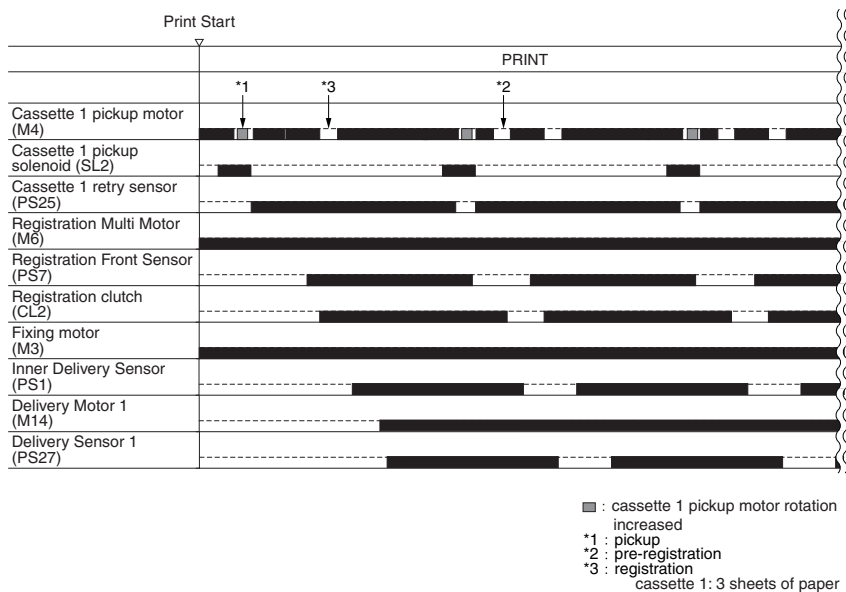 Print Start
PRINT
*1 *3 *2
Cassette 1 pickup motor
(M4)
Cassette 1 pickup
solenoid (SL2)
Cassette 1 retry sensor
(PS25)
Registration Multi Motor
(M6)
Registration Front Sensor
(PS7)
Registration clutch
(CL2)
Fixing motor
(M3)
Inner Delivery Sensor
(PS1)
Delivery Motor 1
(M14)
Delivery Sensor 1
(PS27)
: cassette 1 pickup motor rotation
increased
*1 : pickup
*2 : pre-registration
*3 : registration
cassette 1: 3 sheets of paper